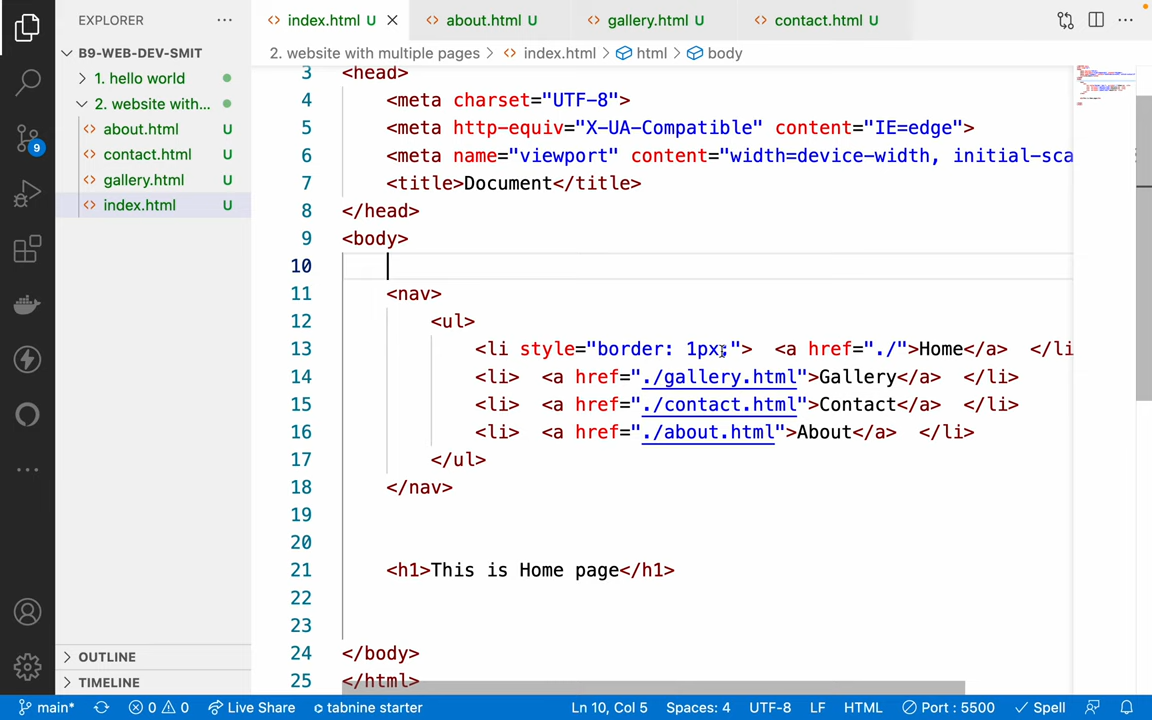 EXPLORER
B9-WEB-DEV-SMIT
1. hello world
2. website with...
about.html U
contact.html U
gallery.html U
index.html U
OUTLINE
TIMELINE
index.html U
about.html U
gallery.html U
contact.html U
2. website with multiple pages > index.html > html > body
3 <head>
4 <meta charset="UTF-8">
5 <meta http-equiv="X-UA-Compatible" content="IE=edge">
6 <meta name="viewport" content="width=device-width, initial-sca
7 <title>Document</title>
8 </head>
9 <body>
10
11 <nav>
12 <ul>
13 <li style="border: 1px;"> <a href="./">Home</a> </li
14 <li> <a href="./gallery.html">Gallery</a> </li>
15 <li> <a href="./contact.html">Contact</a> </li>
16 <li> <a href="./about.html">About</a> </li>
17 </ul>
18 </nav>
19
20
21 <h1>This is Home page</h1>
22
23
24 </body>
25 </html>
9
main* 0 0 Live Share tabnine starter Ln 10, Col 5 Spaces: 4 UTF-8 LF HTML Port : 5500 Spell